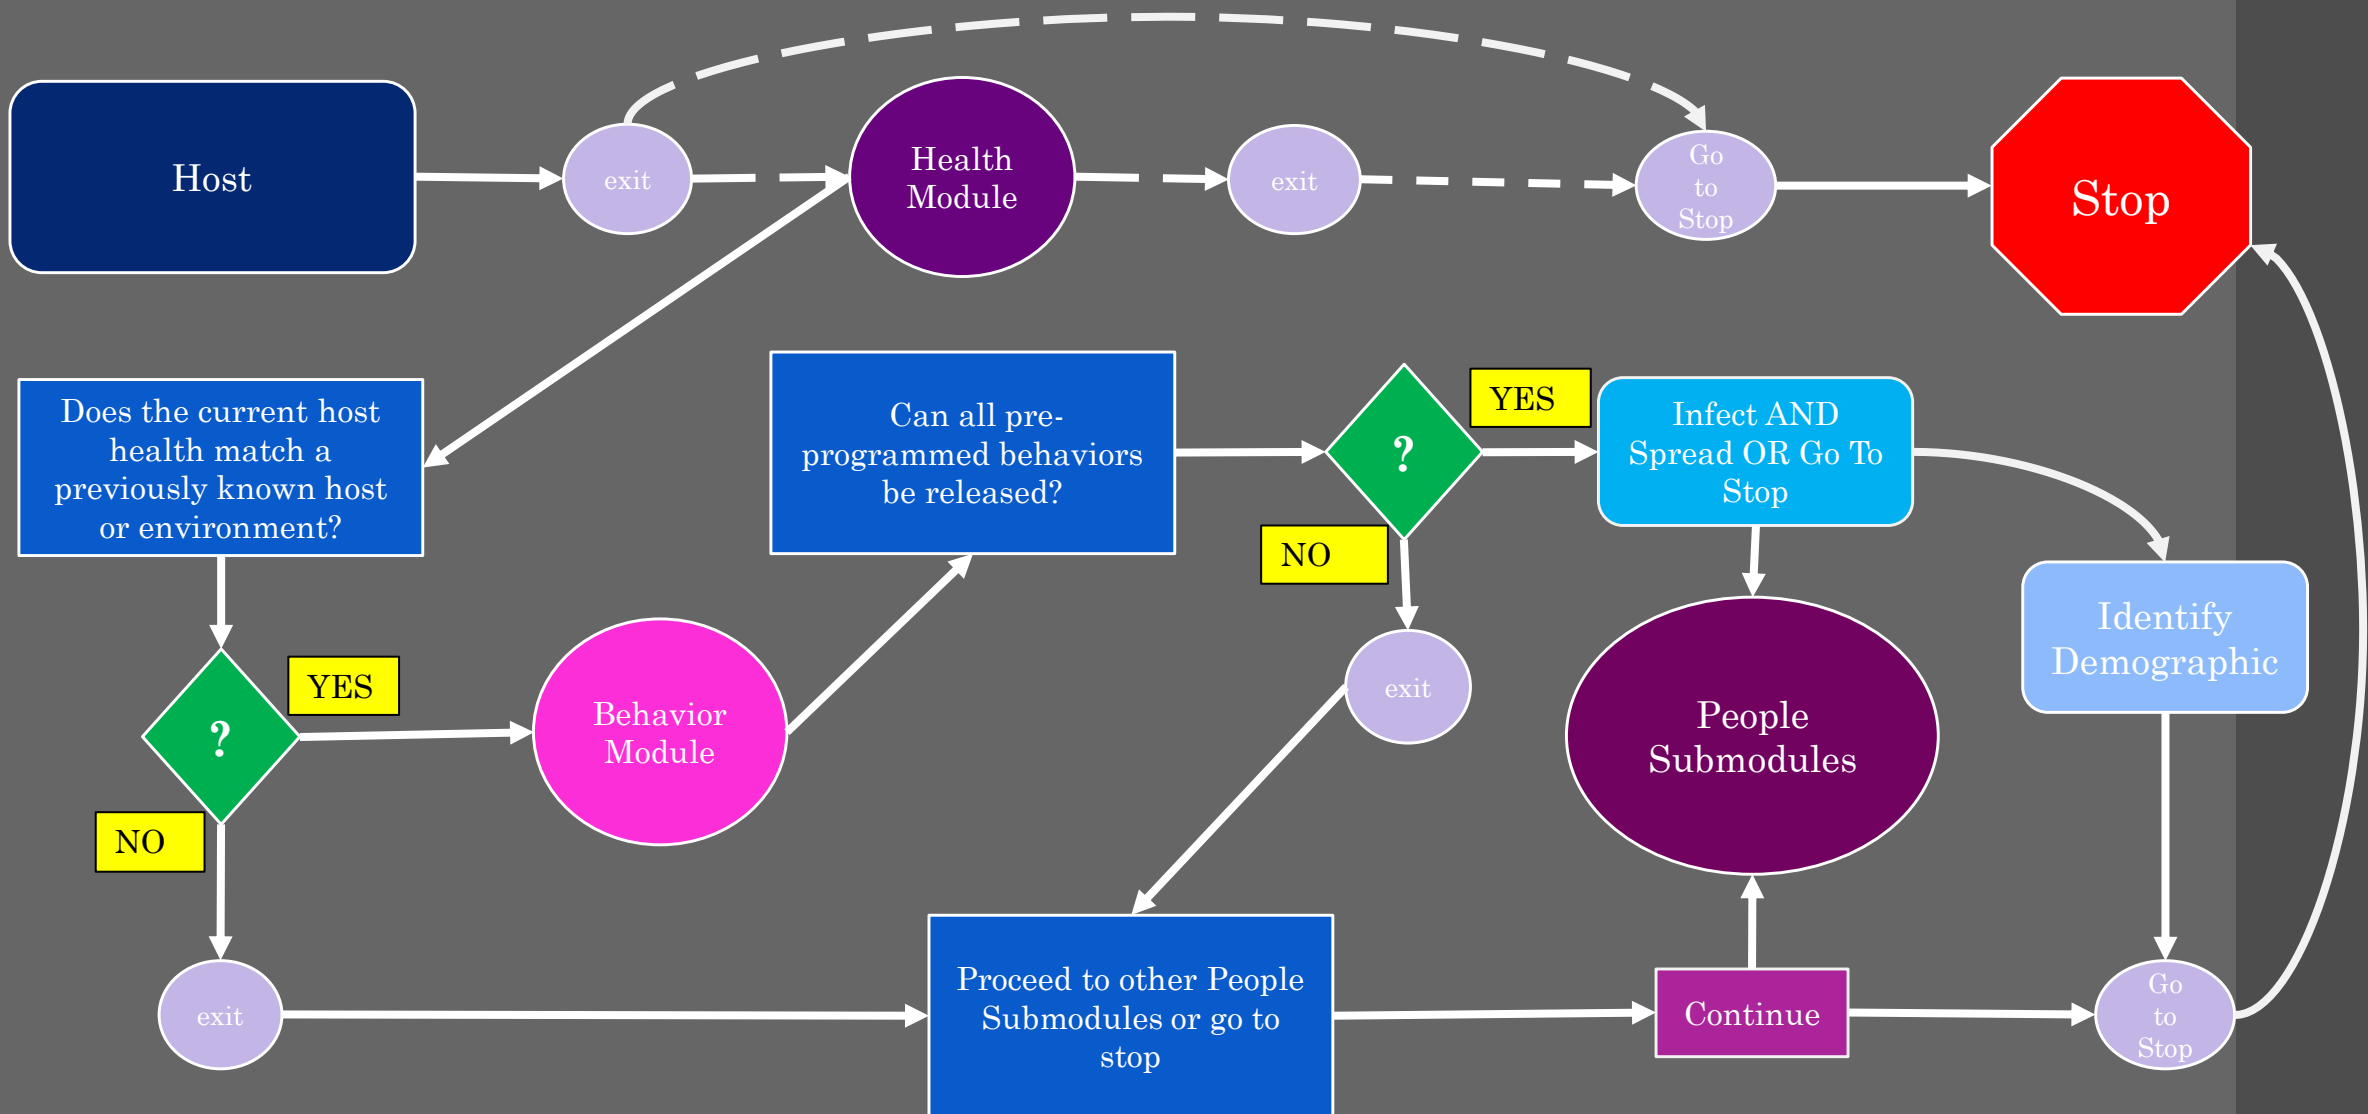 Host
exit
Health
Module
exit
Go
to
Stop
Stop
Does the current host
health match a
previously known host
or environment?
Can all pre-
programmed behaviors
be released?
?
YES
NO
Infect AND
Spread OR Go To
Stop
Identify
Demographic
?
YES
NO
Behavior
Module
exit
People
Submodules
exit
Proceed to other People
Submodules or go to
stop
Continue
Go
to
Stop